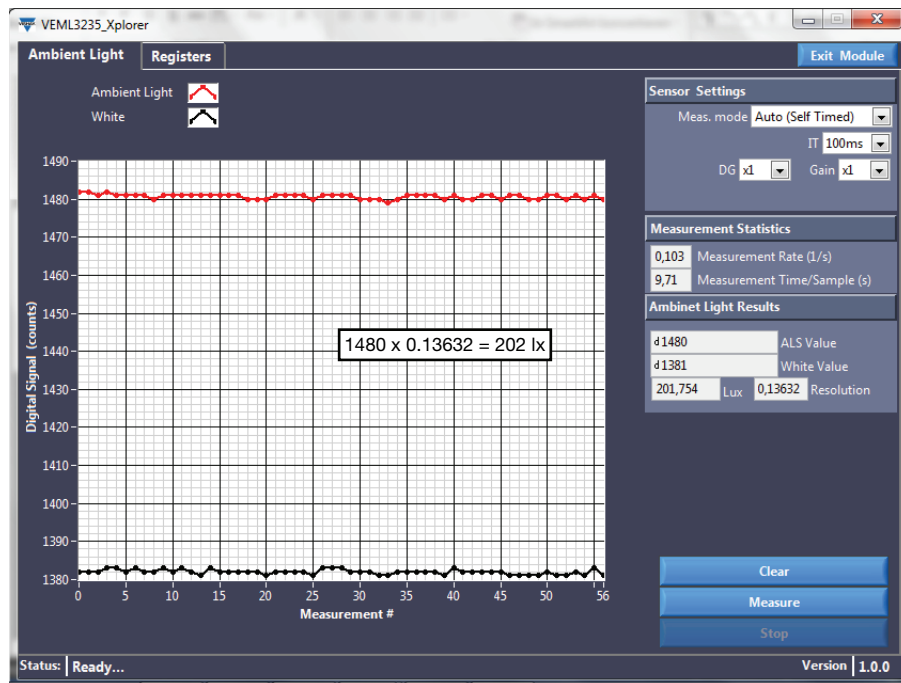 VEML3235_Xplorer
Ambient Light
Registers
Exit Module
Ambient Light
White
1490
1480
1470
1460
1450
1440
1430
1420
1410
1400
1390
1380
Digital Signal (counts)
1480 x 0.13632 = 202 lx
0 5 10 15 20 25 30 35 40 45 50 56
Measurement #
Sensor Settings
Meas. mode Auto (Self Timed)
IT 100ms
DG x1 Gain x1
Measurement Statistics
0,103 Measurement Rate (1/s)
9,71 Measurement Time/Sample (s)
Ambinet Light Results
d 1480 ALS Value
d 1381 White Value
201,754 Lux 0,13632 Resolution
Clear
Measure
Stop
Status: Ready...
Version 1.0.0